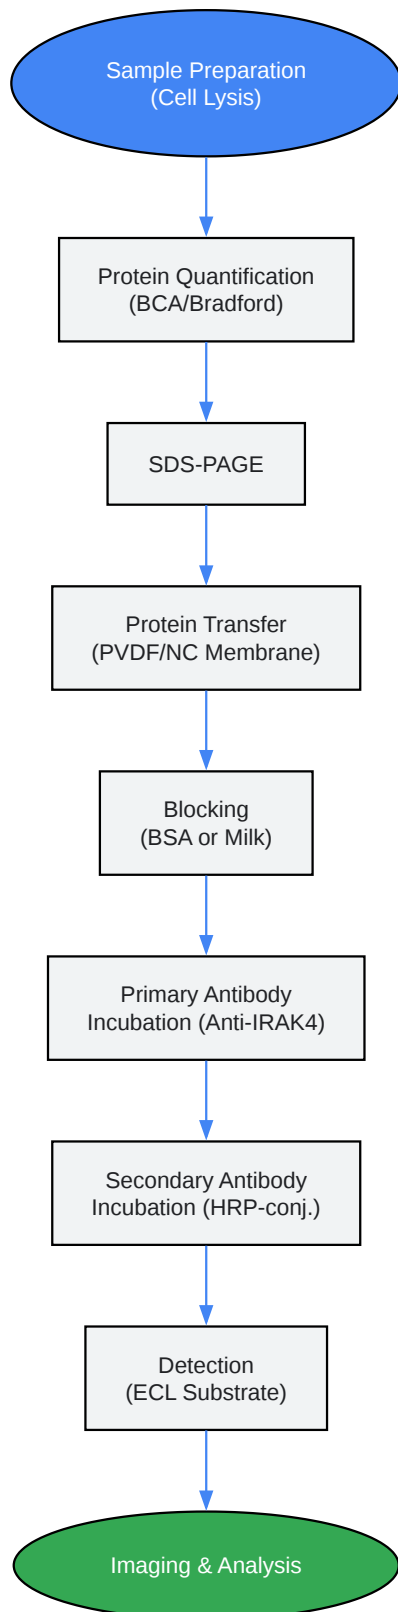 Sample Preparation
(Cell Lysis)
Protein Quantification
(BCA/Bradford)
SDS-PAGE
Protein Transfer
(PVDF/NC Membrane)
Blocking
(BSA or Milk)
Primary Antibody
Incubation (Anti-IRAK4)
Secondary Antibody
Incubation (HRP-conj.)
Detection
(ECL Substrate)
Imaging & Analysis